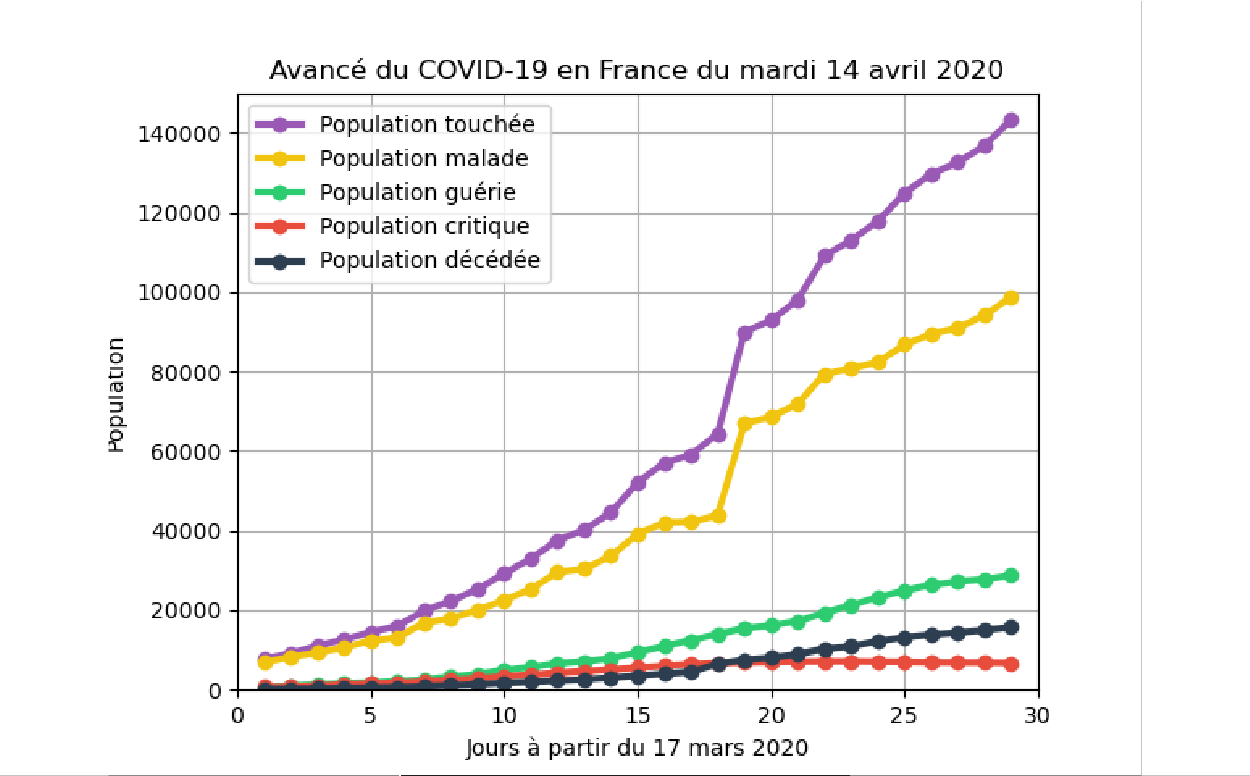 Avancé du COVID-19 en France du mardi 14 avril 2020
Population touchée
Population malade
Population guérie
Population critique
Population décédée
Population
140000
120000
100000
80000
60000
40000
20000
0
0 5 10 15 20 25 30
Jours à partir du 17 mars 2020